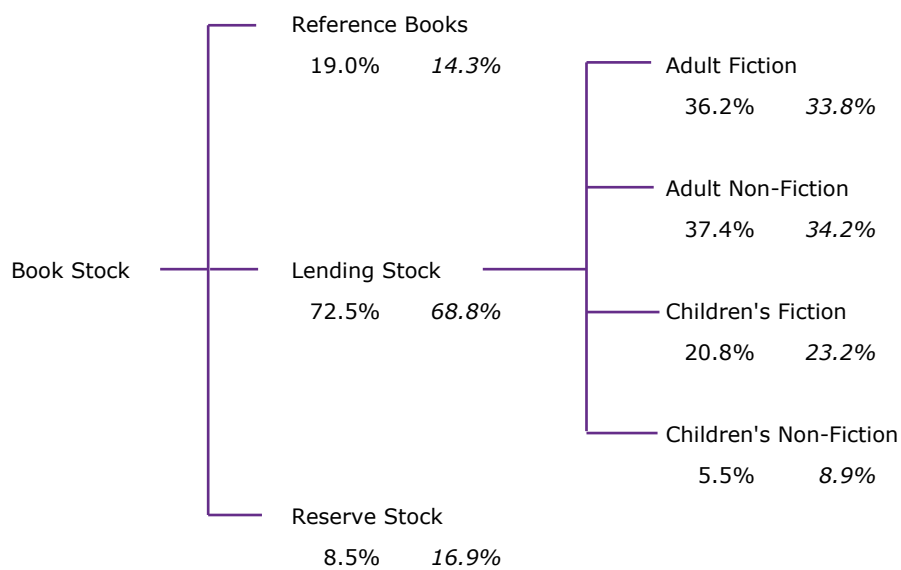 Reference Books
19.0% 14.3%
Adult Fiction
36.2% 33.8%
Adult Non-Fiction
37.4% 34.2%
Book Stock
Lending Stock
72.5% 68.8%
Children's Fiction
20.8% 23.2%
Children's Non-Fiction
5.5% 8.9%
Reserve Stock
8.5% 16.9%